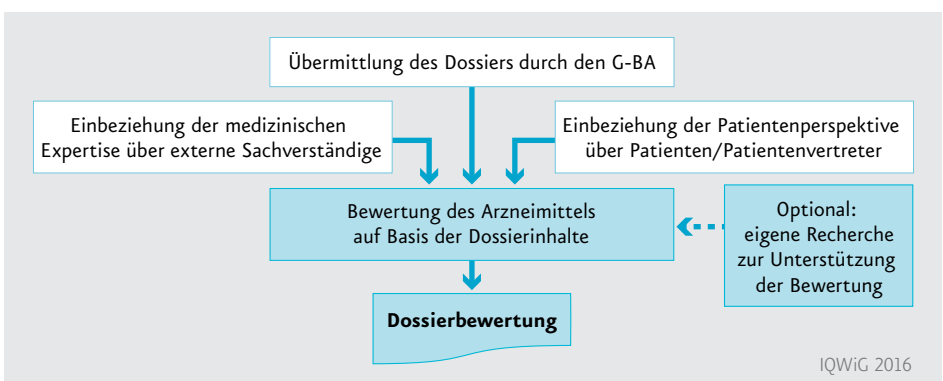 Übermittlung des Dossiers durch den G-BA
Einbeziehung der medizinischen
Expertise über externe Sachverständige
Einbeziehung der Patientenperspektive
über Patienten/Patientenvertreter
Bewertung des Arzneimittels
auf Basis der Dossierinhalte
Optional:
eigene Recherche
zur Unterstützung
der Bewertung
Dossierbewertung
IQWiG 2016